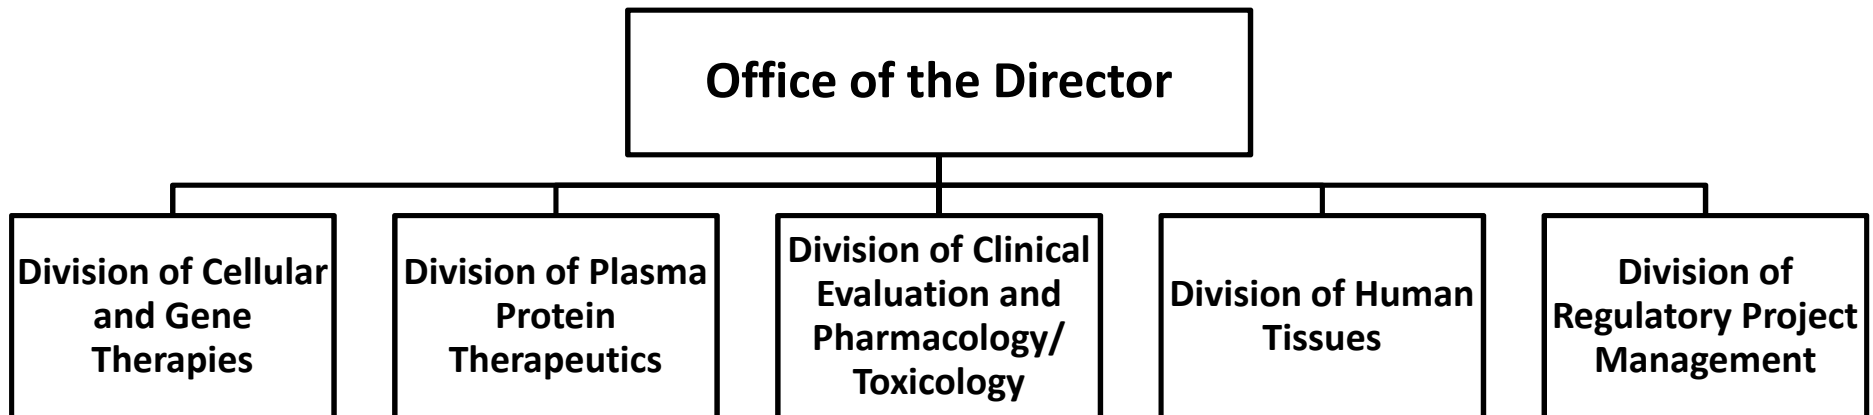 Office of the Director
Division of Cellular
and Gene
Therapies
Division of Plasma
Protein
Therapeutics
Division of Clinical
Evaluation and
Pharmacology/
Toxicology
Division of Human
Tissues
Division of
Regulatory Project
Management